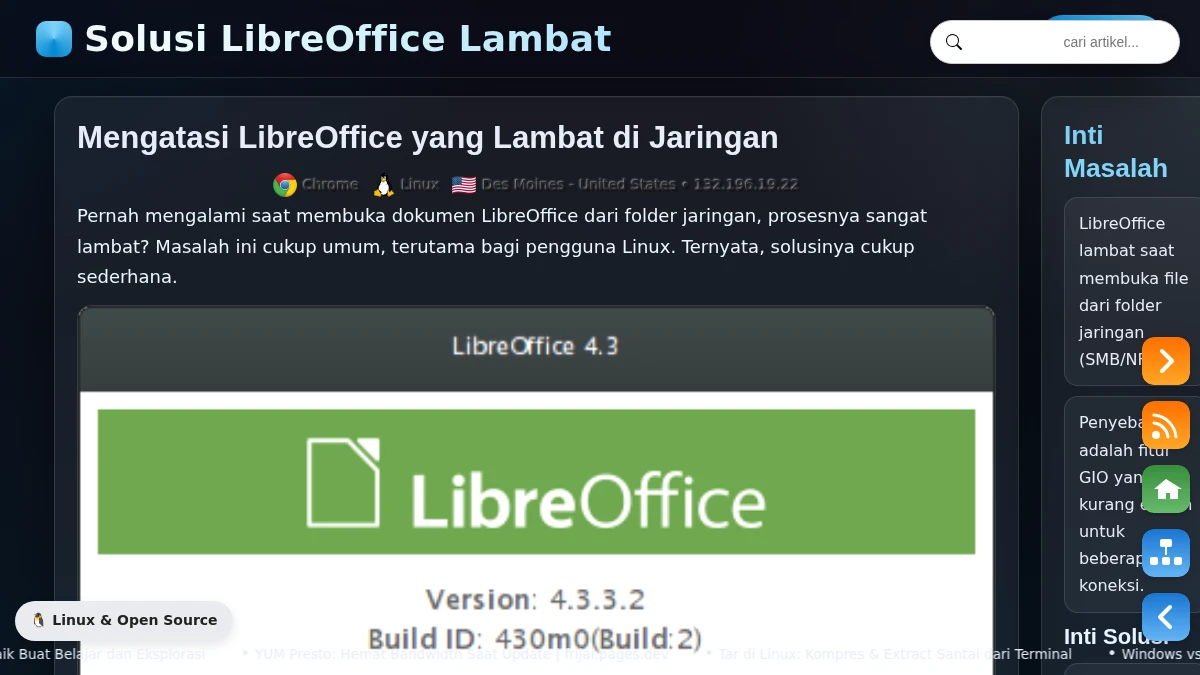 Solusi LibreOffice Lambat
cari artikel...
Mengatasi LibreOffice yang Lambat di Jaringan
Chrome Linux Des Moines - United States • 132.196.19.22
Pernah mengalami saat membuka dokumen LibreOffice dari folder jaringan, prosesnya sangat
lambat? Masalah ini cukup umum, terutama bagi pengguna Linux. Ternyata, solusinya cukup
sederhana.
LibreOffice 4.3
LibreOffice
Version: 4.3.3.2
Build ID: 430m0(Build:2)
Inti
Masalah
LibreOffice
lambat saat
membuka file
dari folder
jaringan
Penyeba
adalah fitur
GIO yan
kurang
untuk
beberap
koneksi.
Inti Solusi
🐧 Linux & Open Source
aik Buat Belajar dan Eksplorasi • YUM Presto: Hemat Bandwidth Saat Update | frijal.pages.dev • Tar di Linux: Kompres & Extract Santai dari Terminal • Windows vs